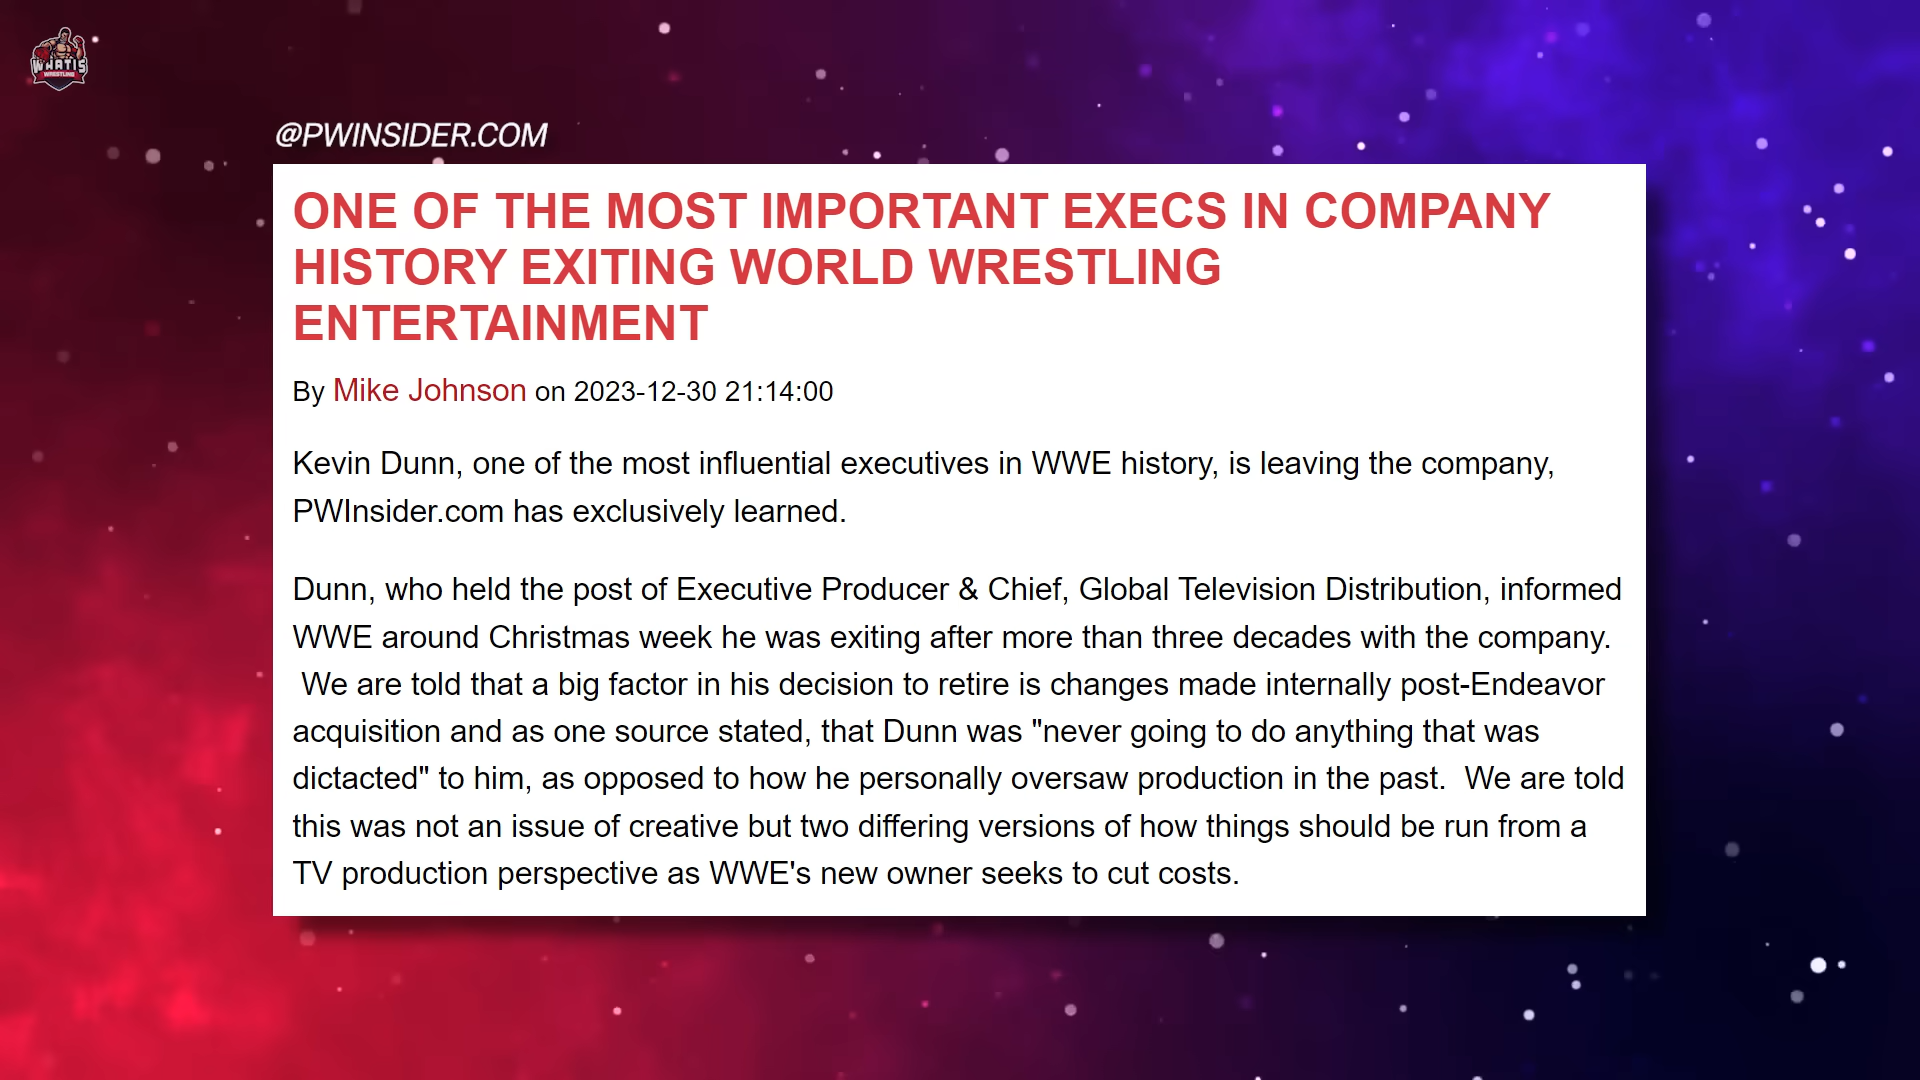 WHATIS
WRESTLING
@PWINSIDER.COM
ONE OF THE MOST IMPORTANT EXECS IN COMPANY
HISTORY EXITING WORLD WRESTLING
ENTERTAINMENT
By Mike Johnson on 2023-12-30 21:14:00
Kevin Dunn, one of the most influential executives in WWE history, is leaving the company,
PWInsider.com has exclusively learned.
Dunn, who held the post of Executive Producer & Chief, Global Television Distribution, informed
WWE around Christmas week he was exiting after more than three decades with the company.
We are told that a big factor in his decision to retire is changes made internally post-Endeavor
acquisition and as one source stated, that Dunn was "never going to do anything that was
dictacted" to him, as opposed to how he personally oversaw production in the past.  We are told
this was not an issue of creative but two differing versions of how things should be run from a
TV production perspective as WWE's new owner seeks to cut costs.